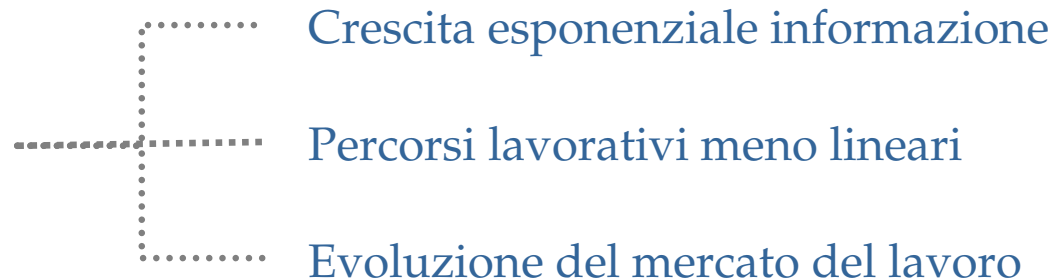 Crescita esponenziale informazione
Percorsi lavorativi meno lineari
Evoluzione del mercato del lavoro